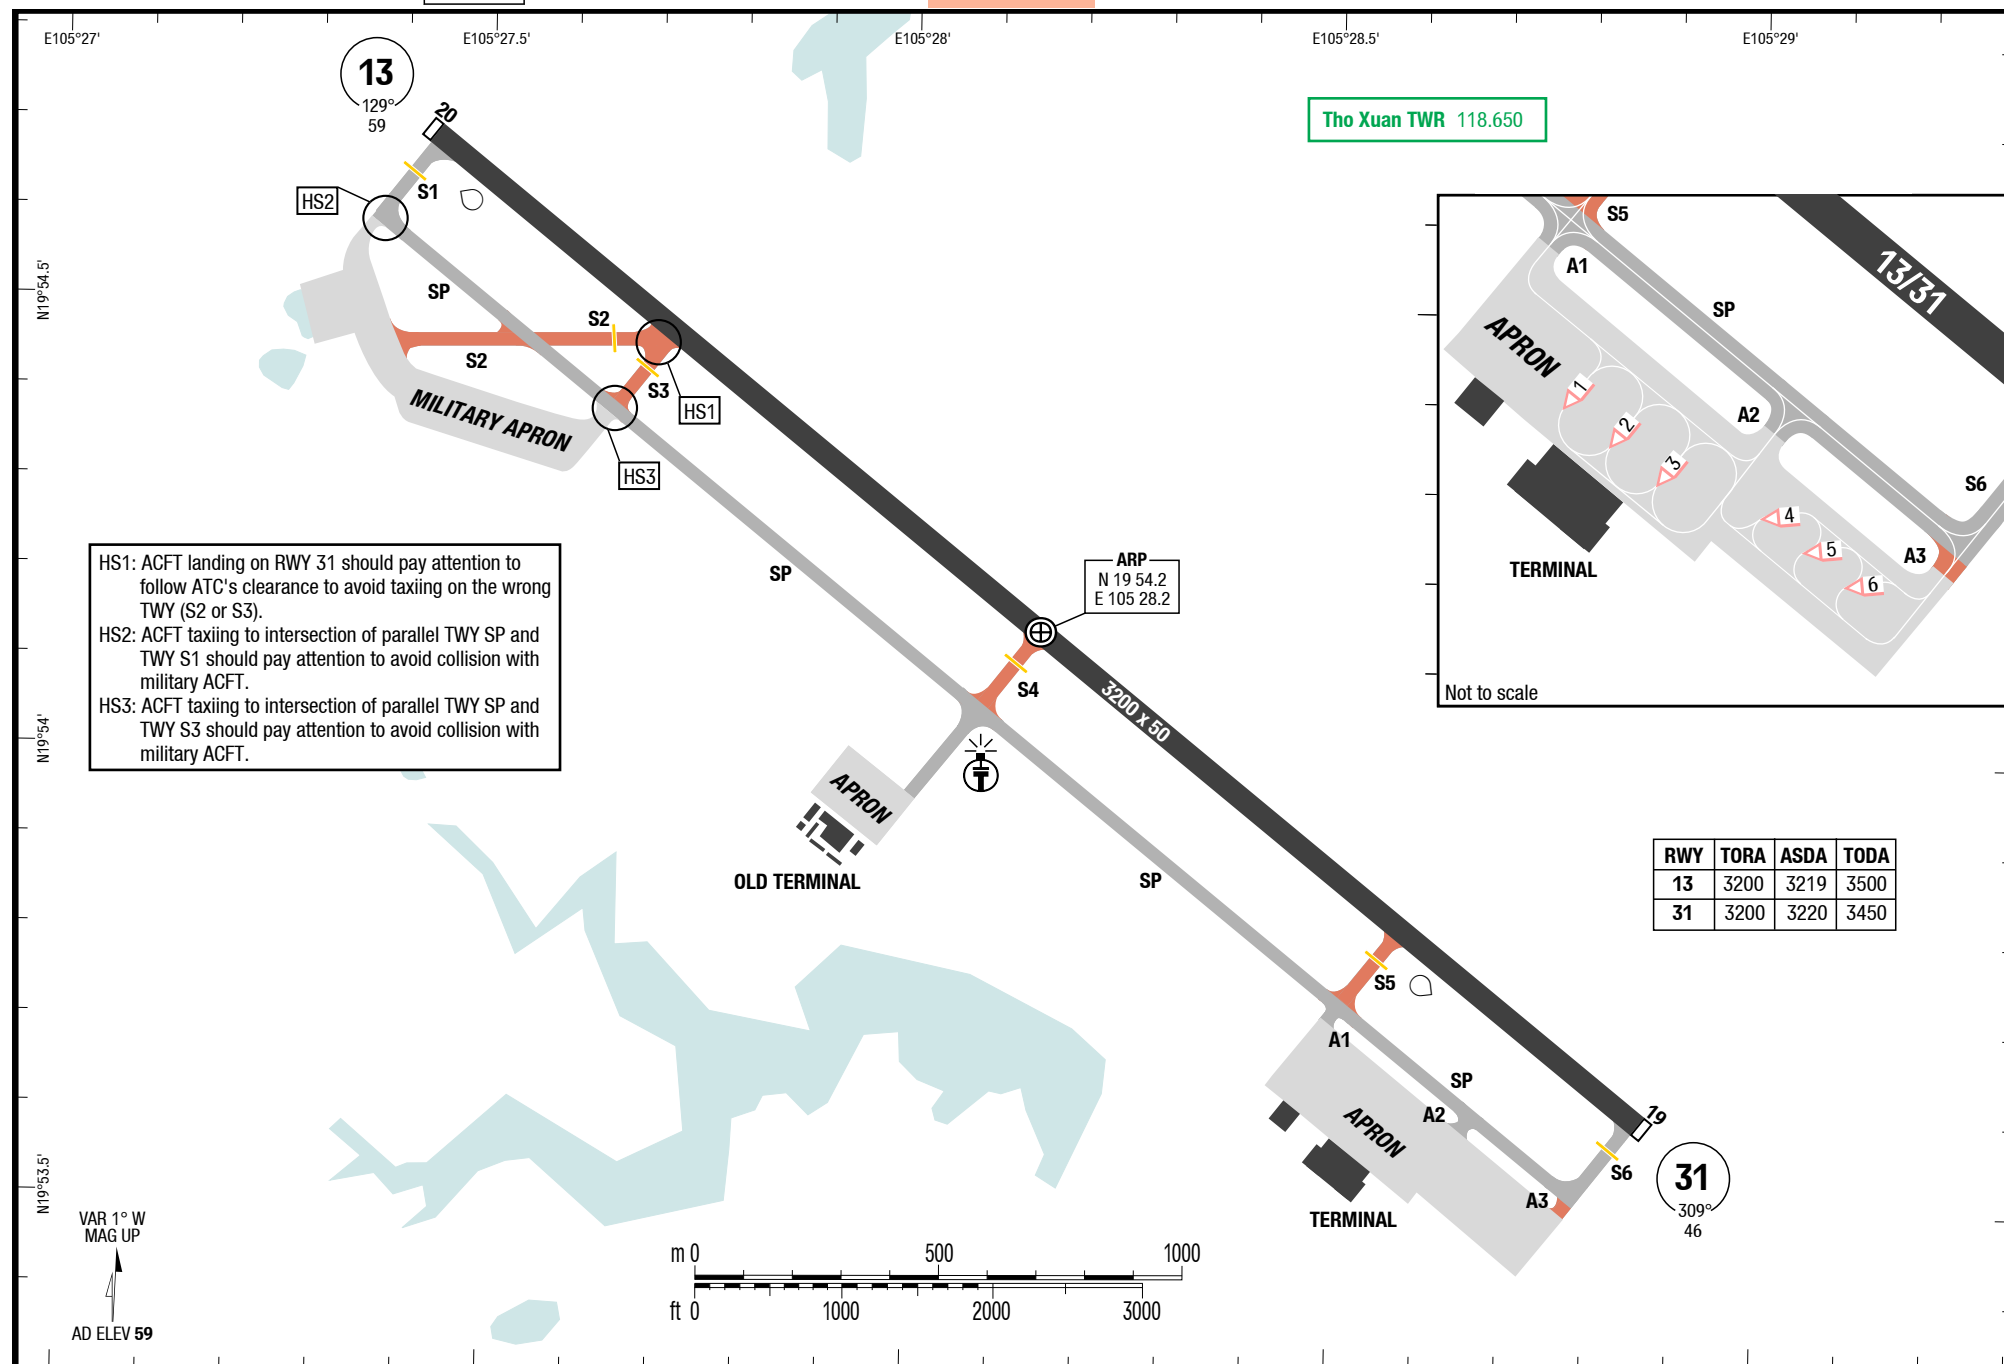 E105°27'
E105°27.5'
E105°28'
E105°28.5'
E105°29'
13
129°
59
20
Tho Xuan TWR 118.650
S1
HS2
SP
S2
S2
S3
HS1
HS3
MILITARY APRON
N19°54.5'
S5
A1
13/31
SP
APRON
1
2
3
A2
S6
4
5
6
A3
TERMINAL
Not to scale
HS1: ACFT landing on RWY 31 should pay attention to
follow ATC's clearance to avoid taxiing on the wrong
TWY (S2 or S3).
HS2: ACFT taxiing to intersection of parallel TWY SP and
TWY S1 should pay attention to avoid collision with
military ACFT.
HS3: ACFT taxiing to intersection of parallel TWY SP and
TWY S3 should pay attention to avoid collision with
military ACFT.
SP
ARP
N 19 54.2
E 105 28.2
S4
3200 x 50
N19°54'
APRON
OLD TERMINAL
SP
RWY TORA ASDA TODA
13 3200 3219 3500
31 3200 3220 3450
S5
A1
SP
A2
APRON
A3
TERMINAL
19
S6
31
309°
46
N19°53.5'
VAR 1° W
MAG UP
AD ELEV 59
m 0 500 1000
ft 0 1000 2000 3000